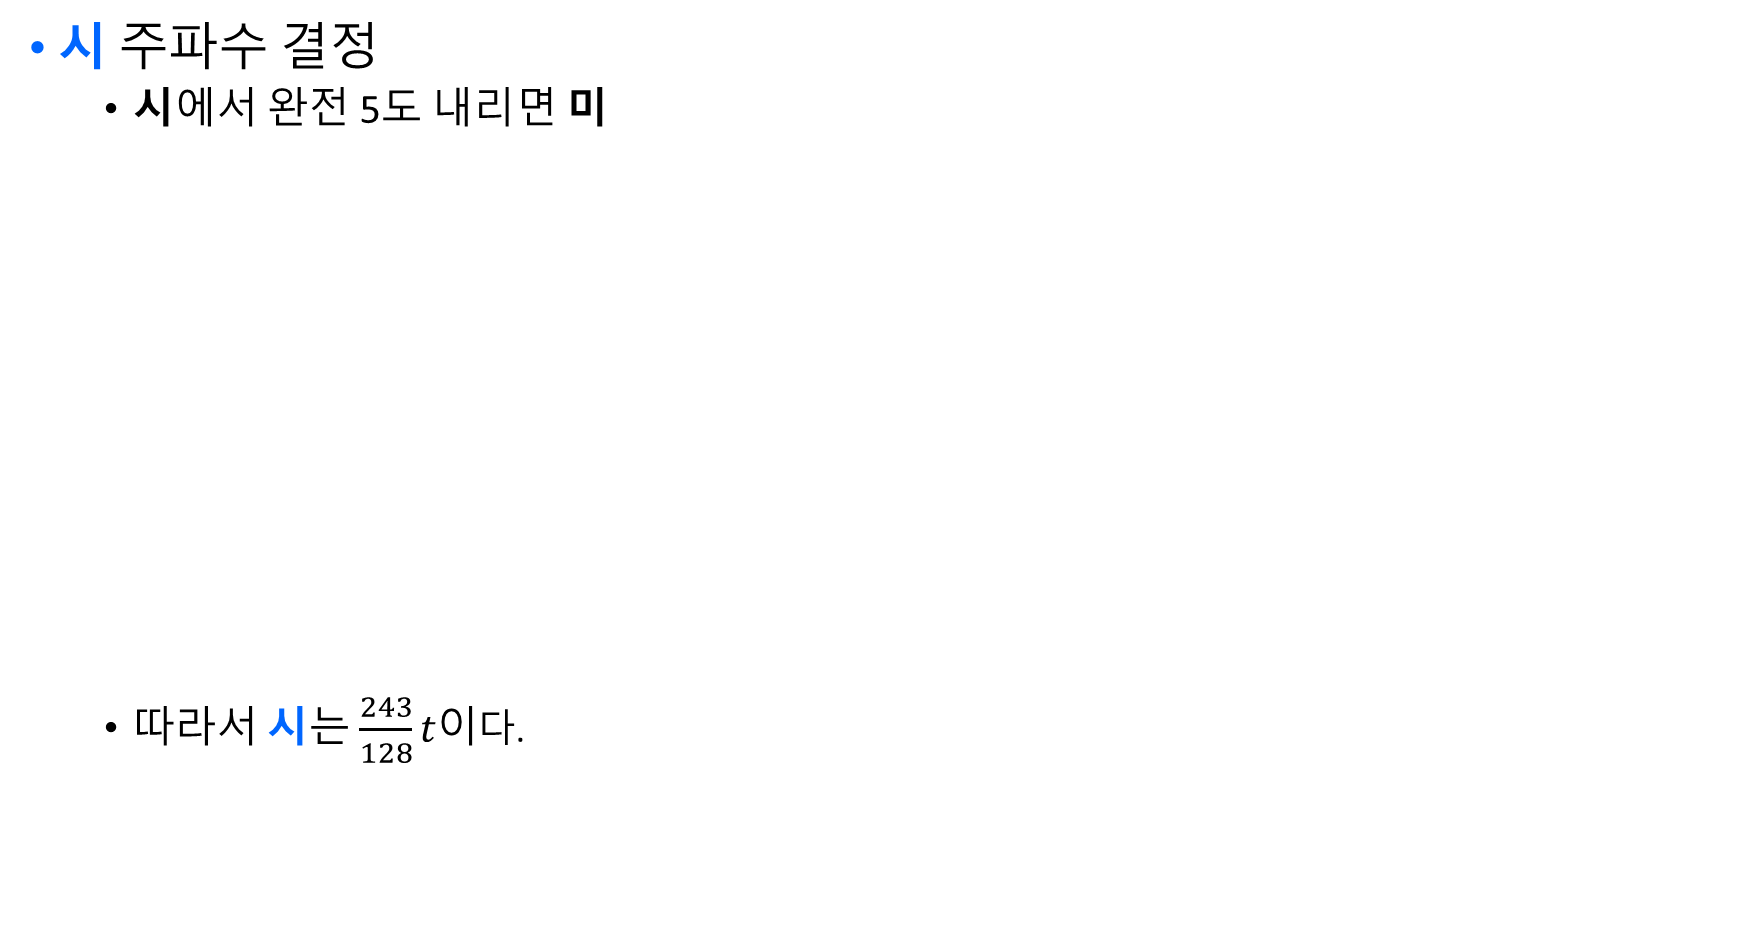 • 시 주파수 결정
• 시에서 완전 5도 내리면 미
• 따라서 시는 243/128 t이다.